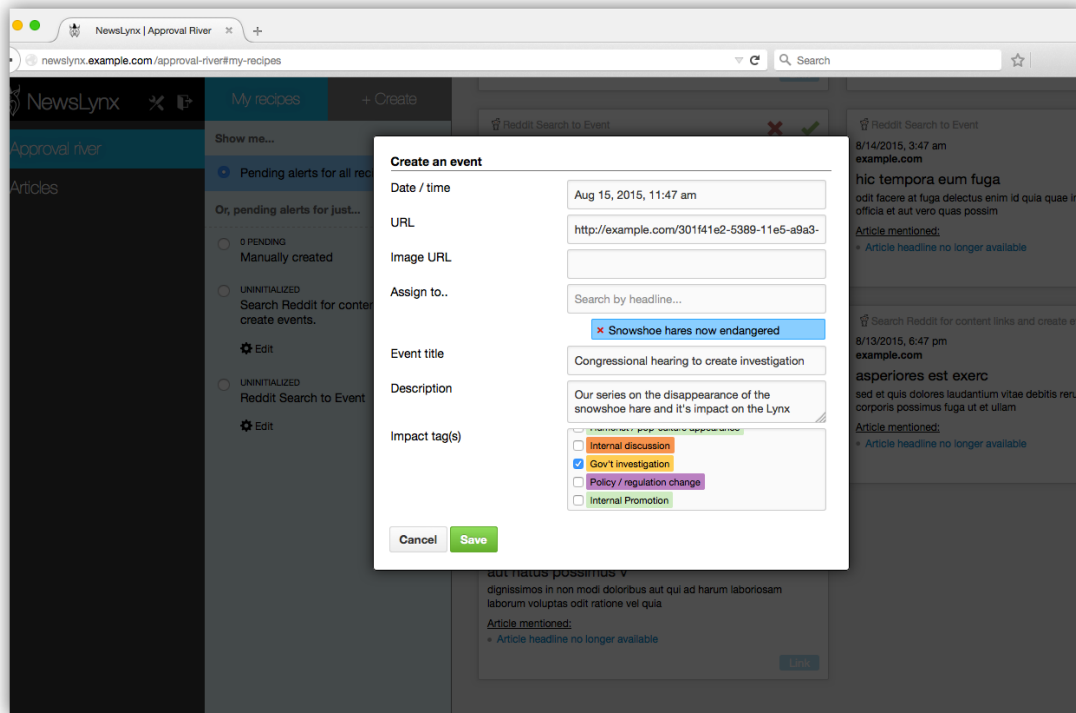 NewsLynx | Approval River
newslynx.example.com/approval-river#my-recipes
Search
NewsLynx
My recipes
+ Create
Approval river
Articles
Show me...
Pending alerts for all reci
Or, pending alerts for just...
0 PENDING
Manually created
UNINITIALIZED
Search Reddit for conten
create events.
Edit
UNINITIALIZED
Reddit Search to Event
Edit
Reddit Search to Event
Create an event
Date / time
Aug 15, 2015, 11:47 am
URL
http://example.com/301f41e2-5389-11e5-a9a3-
Image URL
Assign to..
Search by headline...
Snowshoe hares now endangered
Event title
Congressional hearing to create investigation
Description
Our series on the disappearance of the
snowshoe hare and it's impact on the Lynx
Impact tag(s)
Internal discussion
Gov't investigation
Policy / regulation change
Internal Promotion
Cancel
Save
aut natus possimus v
dignissimos in non modi doloribus aut qui ad harum laboriosam
laborum voluptas odit ratione vel quia
Article mentioned:
Article headline no longer available
Link
Reddit Search to Event
8/14/2015, 3:47 am
example.com
hic tempora eum fuga
odit facere at fuga delectus enim id quia quae i
officia et aut vero quas possim
Article mentioned:
Article headline no longer available
Search Reddit for content links and create e
8/13/2015, 6:47 pm
example.com
asperiores est exerc
sed et quis dolores laudantium vitae debitis reru
corporis possimus fuga ut et ullam
Article mentioned:
Article headline no longer available